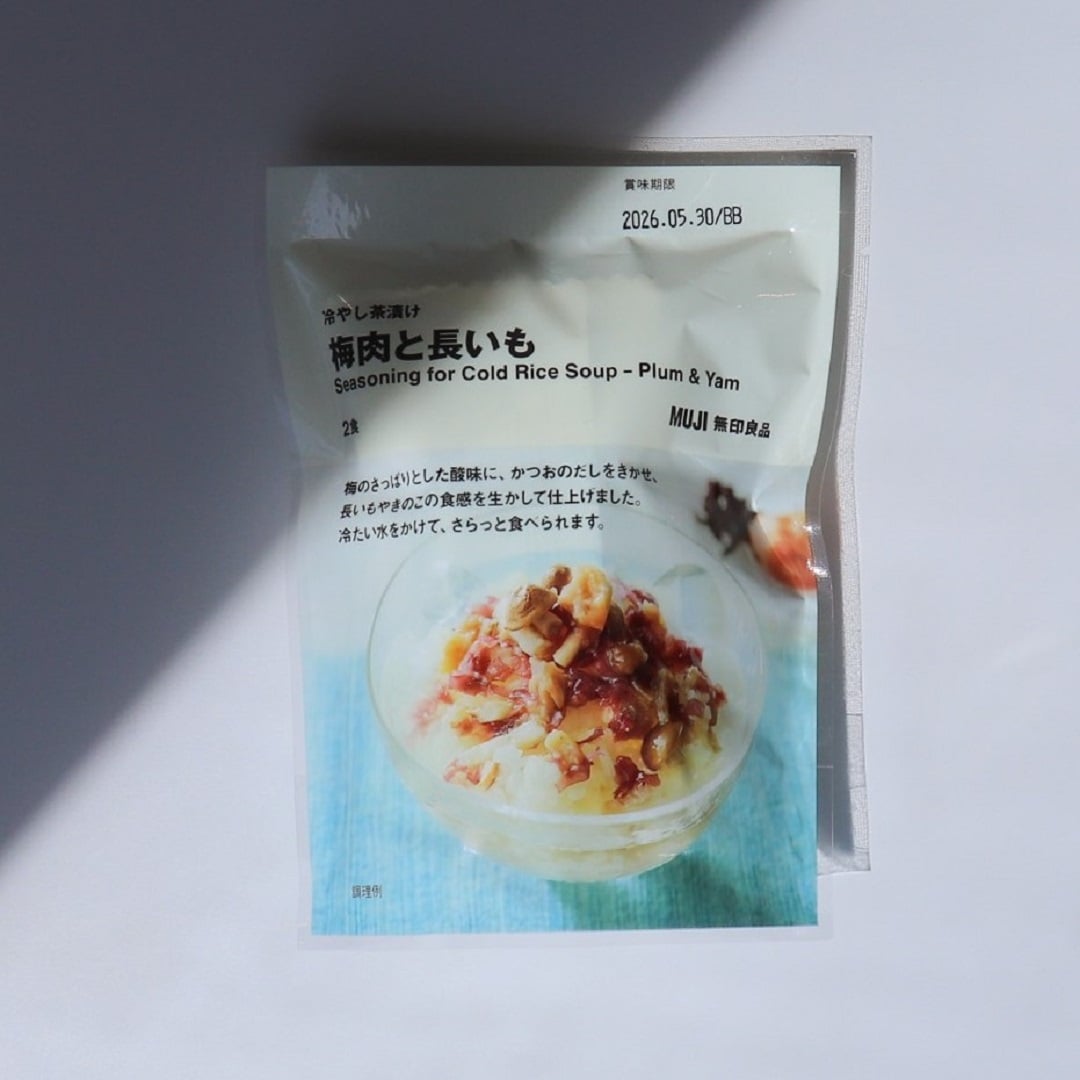 賞味期限
2026.05.30/BB
冷やし茶漬け
梅肉と長いも
Seasoning for Cold Rice Soup – Plum & Yam
2食
MUJI 無印良品
梅のさっぱりとした酸味に、かつおのだしをきかせ、
長いもやきのこの食感を生かして仕上げました。
冷たい水をかけて、さらっと食べられます。
調理例